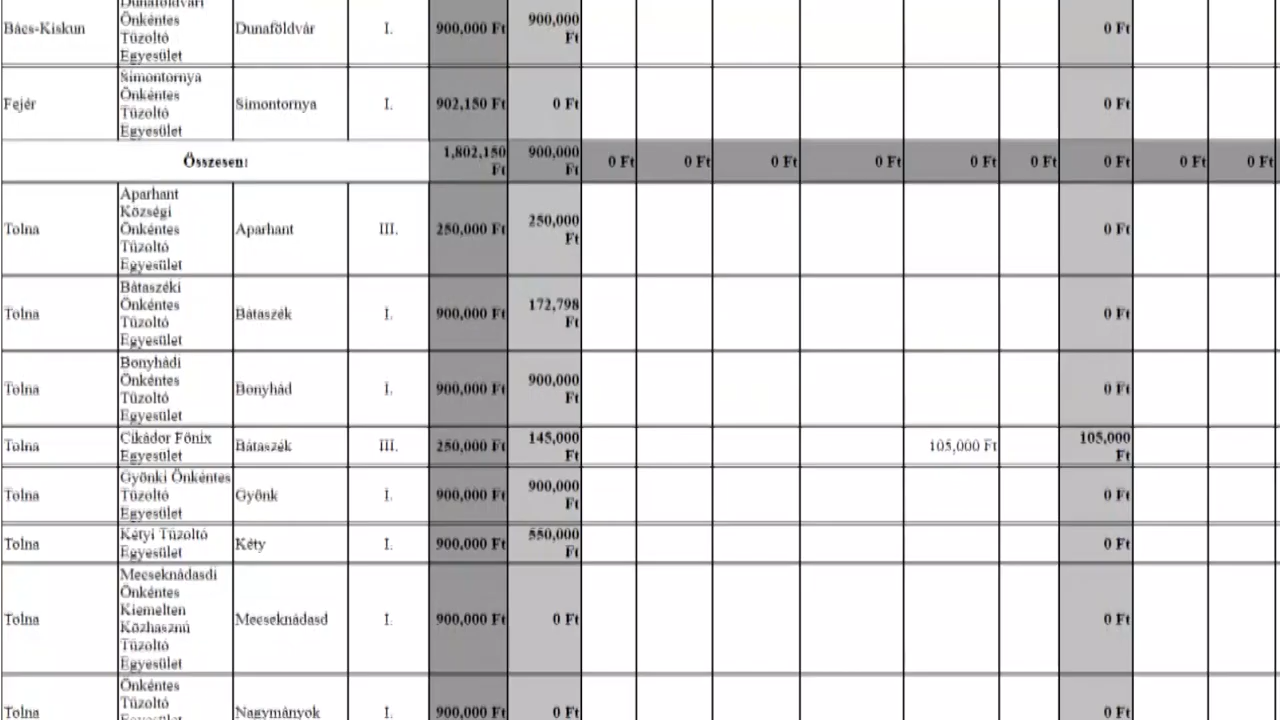 Dunaföldvári
Önkéntes
Tűzoltó
Egyesület
Bács-Kiskun
Dunaföldvár
I.
900,000 Ft
900,000
Ft
0 Ft
Simontornya
Önkéntes
Tűzoltó
Egyesület
Fejér
Simontornya
I.
902,150 Ft
0 Ft
0 Ft
Összesen:
1,802,150
Ft
900,000
Ft
0 Ft
0 Ft
0 Ft
0 Ft
0 Ft
0 Ft
0 Ft
0 Ft
0 Ft
Tolna
Aparhant
Községi
Önkéntes
Tűzoltó
Egyesület
Aparhant
III.
250,000 Ft
250,000
Ft
0 Ft
Tolna
Bátaszéki
Önkéntes
Tűzoltó
Egyesület
Bátaszék
I.
900,000 Ft
172,798
Ft
0 Ft
Tolna
Bonyhádi
Önkéntes
Tűzoltó
Egyesület
Bonyhád
I.
900,000 Ft
900,000
Ft
0 Ft
Tolna
Cikádor Főnix
Egyesület
Bátaszék
III.
250,000 Ft
145,000
Ft
105,000 Ft
105,000
Ft
Tolna
Gyönki Önkéntes
Tűzoltó
Egyesület
Gyönk
I.
900,000 Ft
900,000
Ft
0 Ft
Tolna
Kétyi Tűzoltó
Egyesület
Kéty
I.
900,000 Ft
550,000
Ft
0 Ft
Tolna
Mecseknádasdi
Önkéntes
Kiemelten
Közhasznú
Tűzoltó
Egyesület
Mecseknádasd
I.
900,000 Ft
0 Ft
0 Ft
Tolna
Önkéntes
Tűzoltó
Egyesület
Nagymányok
I.
900,000 Ft
0 Ft
0 Ft